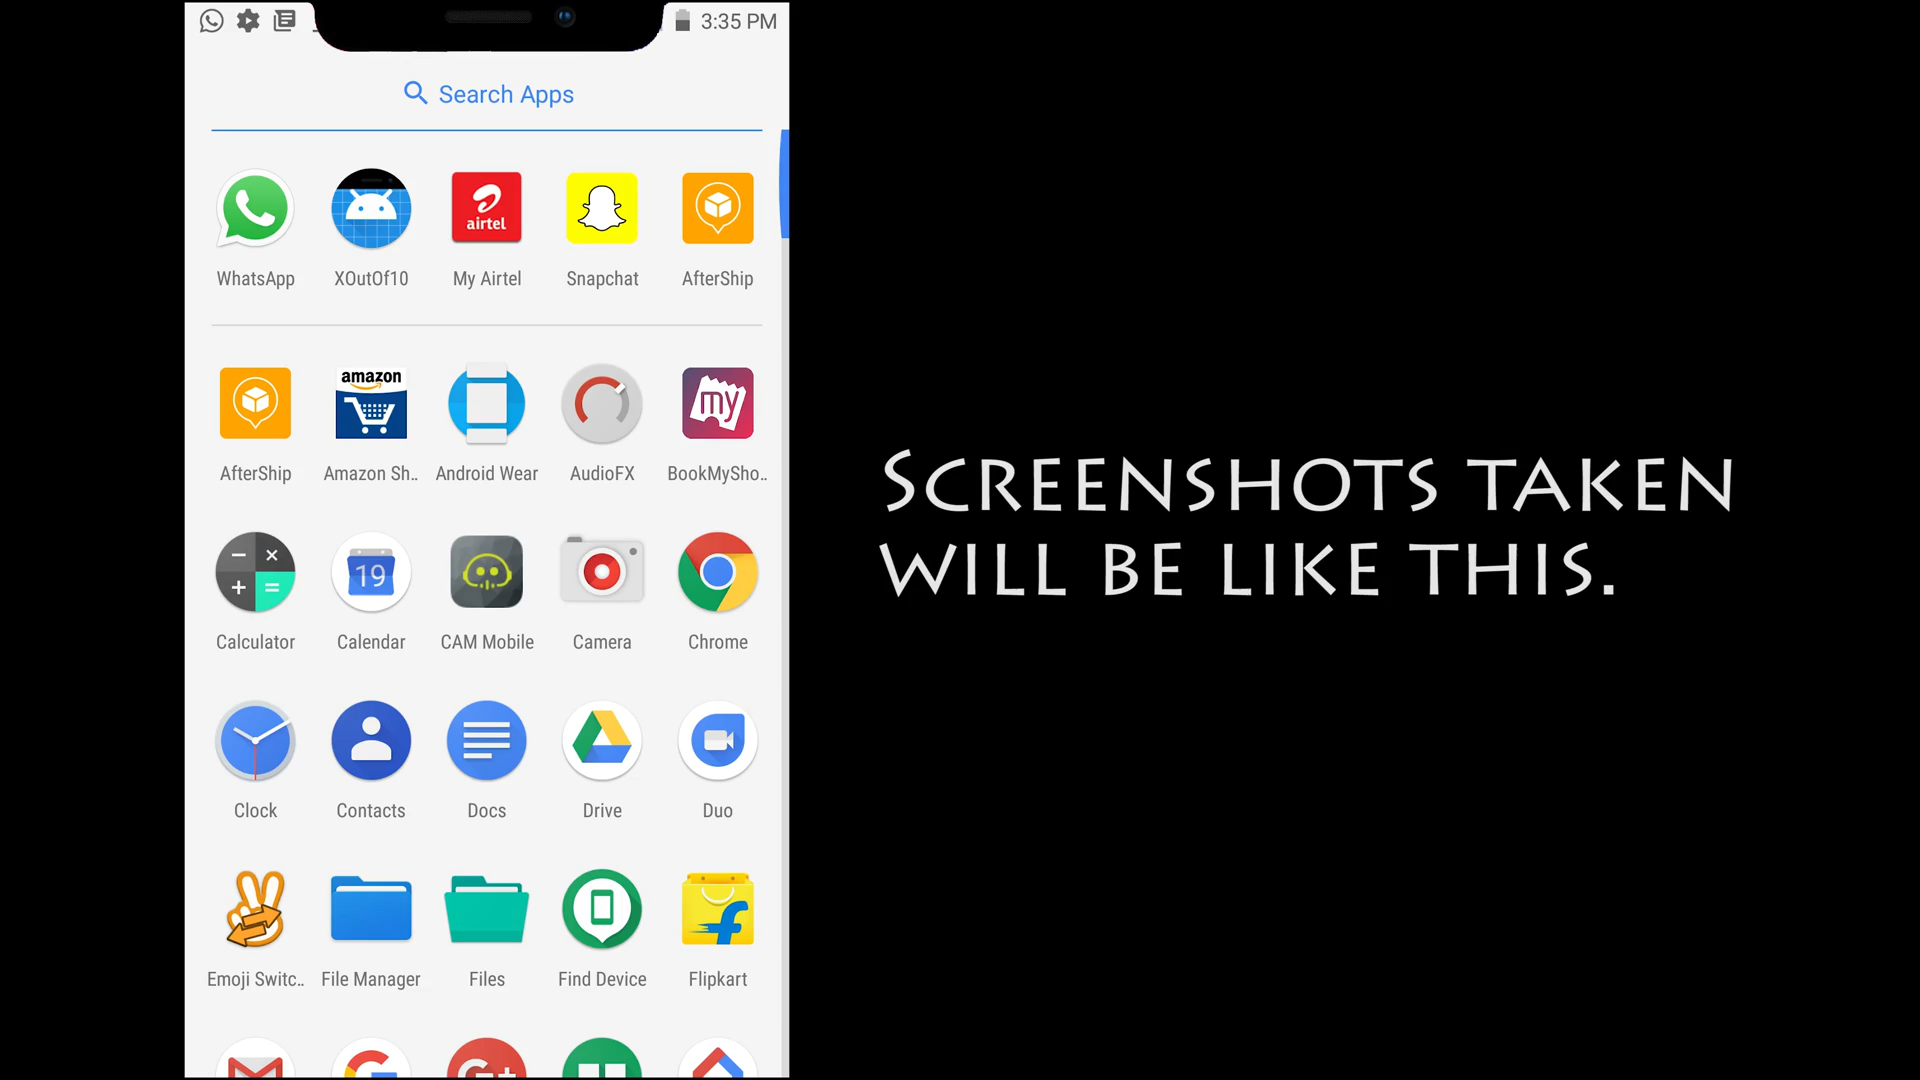 3:35 PM
Search Apps
airtel
WhatsApp XOutOf10 My Airtel Snapchat AfterShip
amazon
my
AfterShip Amazon Sh.. Android Wear AudioFX BookMySho..
19
Calculator Calendar CAM Mobile Camera Chrome
Clock Contacts Docs Drive Duo
Emoji Switc.. File Manager Files Find Device Flipkart
SCREENSHOTS TAKEN
WILL BE LIKE THIS.